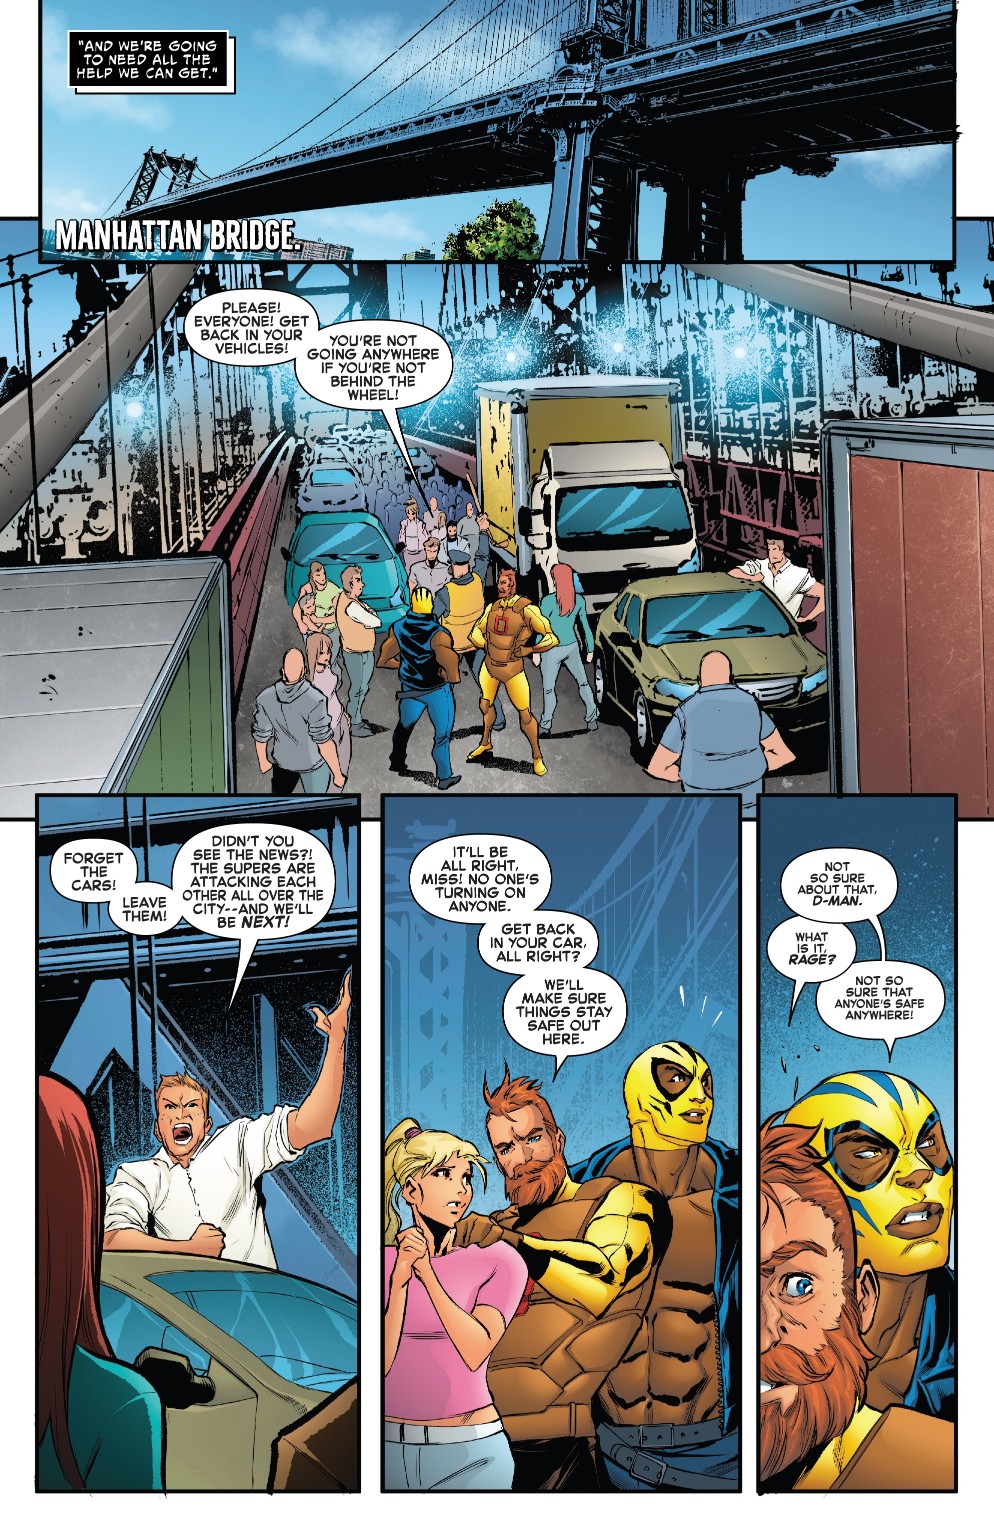 "AND WE'RE GOING
TO NEED ALL THE
HELP WE CAN GET."
MANHATTAN BRIDGE.
PLEASE!
EVERYONE! GET
BACK IN YOUR
VEHICLES!
YOU'RE NOT
GOING ANYWHERE
IF YOU'RE NOT
BEHIND THE
WHEEL!
FORGET
THE
CARS!
LEAVE
THEM!
DIDN'T YOU
SEE THE NEWS?!
THE SUPERS ARE
ATTACKING EACH
OTHER ALL OVER THE
CITY--AND WE'LL
BE NEXT!
IT'LL BE
ALL RIGHT,
MISS! NO ONE'S
TURNING ON
ANYONE.
GET BACK
IN YOUR CAR,
ALL RIGHT?
WE'LL
MAKE SURE
THINGS STAY
SAFE OUT
HERE.
NOT
SO SURE
ABOUT THAT,
D-MAN.
WHAT
IS IT,
RAGE?
NOT SO
SURE THAT
ANYONE'S SAFE
ANYWHERE!